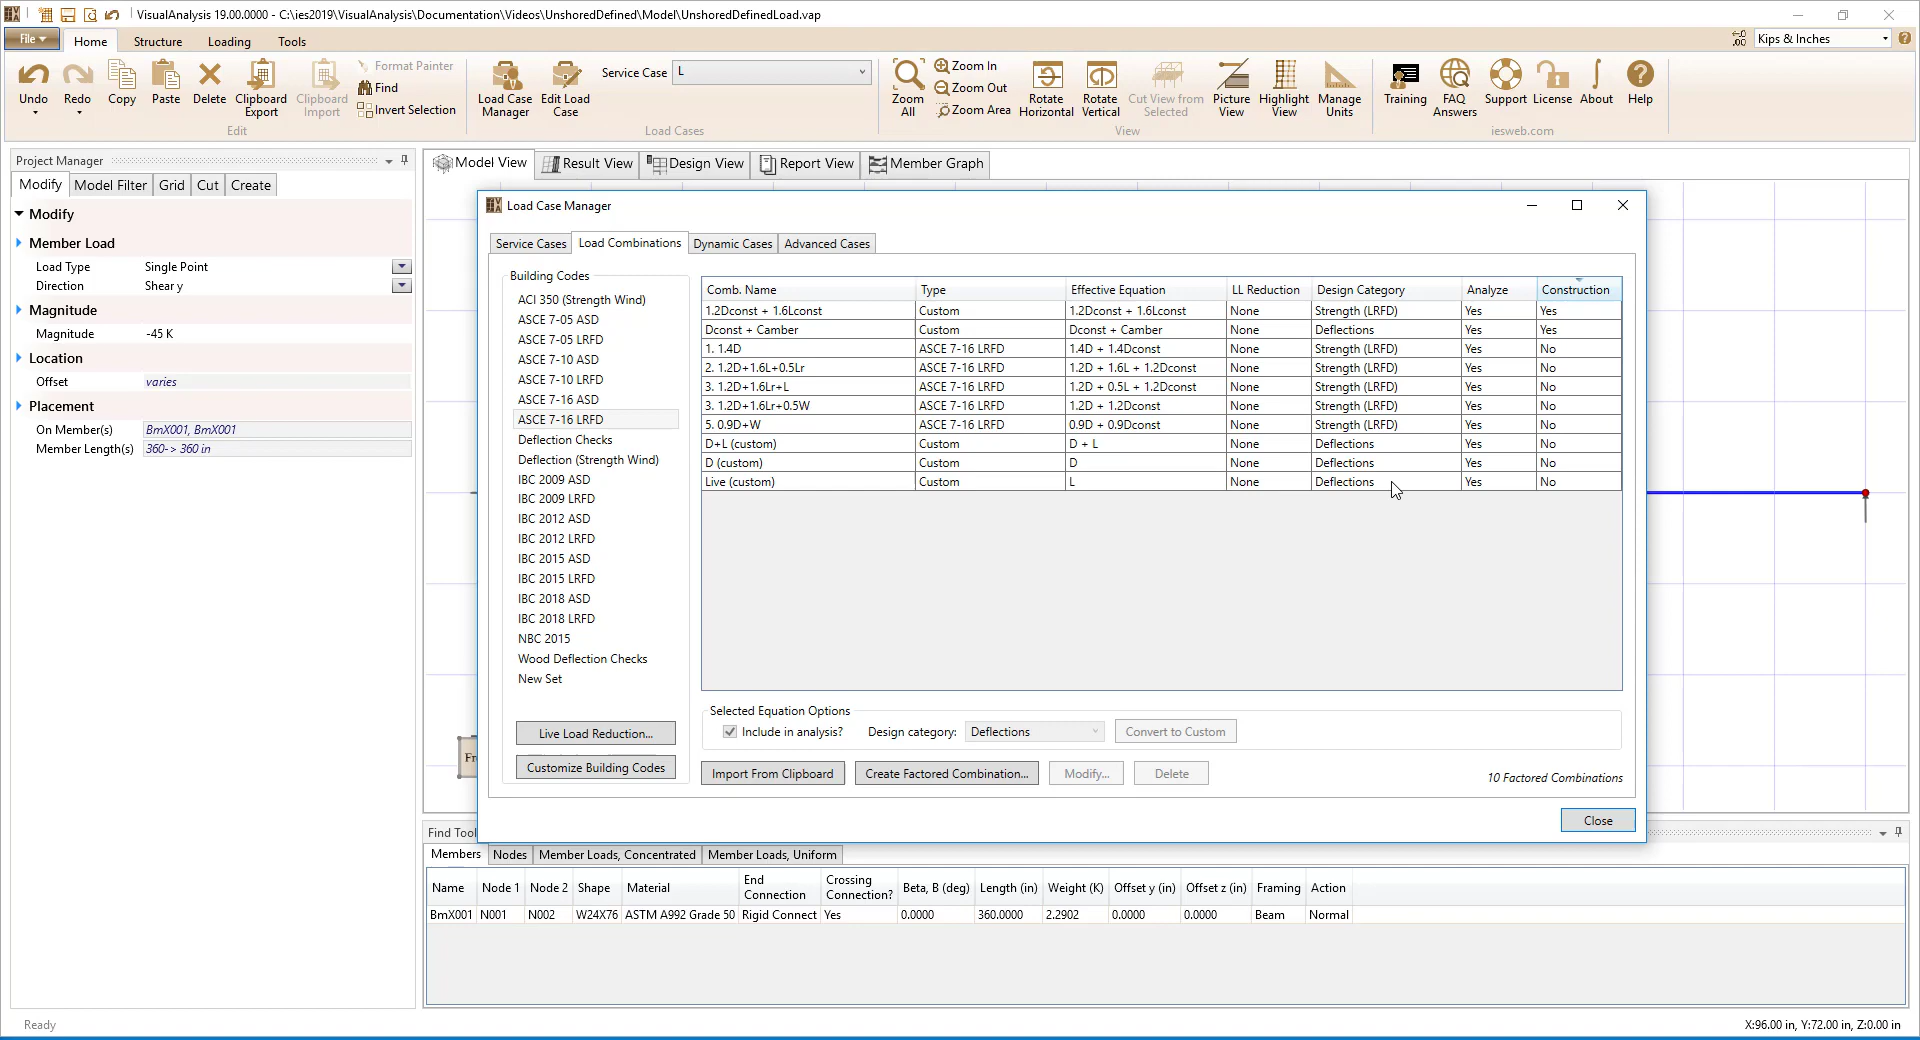 VisualAnalysis 19.00.0000 - C:\ies2019\VisualAnalysis\Documentation\Videos\UnshoredDefined\Model\UnshoredDefinedLoad.vap
File Home Structure Loading Tools
Kips & Inches
Undo Redo Copy Paste Delete Clipboard Export Clipboard Import
Format Painter
Find
Invert Selection
Edit
Load Case Manager Edit Load Case
Service Case L
Load Cases
Zoom All
Zoom In
Zoom Out
Zoom Area
Rotate Horizontal Rotate Vertical Cut View from Selected Picture View Highlight View Manage Units
View
Training FAQ Answers Support License About Help
iesweb.com
Project Manager
Modify Model Filter Grid Cut Create
Modify
Member Load
Load Type Single Point
Direction Shear y
Magnitude
Magnitude -45 K
Location
Offset varies
Placement
On Member(s) BmX001, BmX001
Member Length(s) 360-> 360 in
Model View Result View Design View Report View Member Graph
Load Case Manager
Service Cases Load Combinations Dynamic Cases Advanced Cases
Building Codes
ACI 350 (Strength Wind)
ASCE 7-05 ASD
ASCE 7-05 LRFD
ASCE 7-10 ASD
ASCE 7-10 LRFD
ASCE 7-16 ASD
ASCE 7-16 LRFD
Deflection Checks
Deflection (Strength Wind)
IBC 2009 ASD
IBC 2009 LRFD
IBC 2012 ASD
IBC 2012 LRFD
IBC 2015 ASD
IBC 2015 LRFD
IBC 2018 ASD
IBC 2018 LRFD
NBC 2015
Wood Deflection Checks
New Set
Live Load Reduction...
Customize Building Codes
Comb. Name Type Effective Equation LL Reduction Design Category Analyze Construction
1.2Dconst + 1.6Lconst Custom 1.2Dconst + 1.6Lconst None Strength (LRFD) Yes Yes
Dconst + Camber Custom Dconst + Camber None Deflections Yes Yes
1. 1.4D ASCE 7-16 LRFD 1.4D + 1.4Dconst None Strength (LRFD) Yes No
2. 1.2D+1.6L+0.5Lr ASCE 7-16 LRFD 1.2D + 1.6L + 1.2Dconst None Strength (LRFD) Yes No
3. 1.2D+1.6Lr+L ASCE 7-16 LRFD 1.2D + 0.5L + 1.2Dconst None Strength (LRFD) Yes No
3. 1.2D+1.6Lr+0.5W ASCE 7-16 LRFD 1.2D + 1.2Dconst None Strength (LRFD) Yes No
5. 0.9D+W ASCE 7-16 LRFD 0.9D + 0.9Dconst None Strength (LRFD) Yes No
D+L (custom) Custom D + L None Deflections Yes No
D (custom) Custom D None Deflections Yes No
Live (custom) Custom L None Deflections Yes No
Selected Equation Options
Include in analysis? Design category: Deflections Convert to Custom
Import From Clipboard Create Factored Combination... Modify... Delete
10 Factored Combinations
Close
Fr
Find Tool
Members Nodes Member Loads, Concentrated Member Loads, Uniform
Name Node 1 Node 2 Shape Material End Connection Crossing Connection? Beta, B (deg) Length (in) Weight (K) Offset y (in) Offset z (in) Framing Action
BmX001 N001 N002 W24X76 ASTM A992 Grade 50 Rigid Connect Yes 0.0000 360.0000 2.2902 0.0000 0.0000 Beam Normal
Ready
X:96.00 in, Y:72.00 in, Z:0.00 in